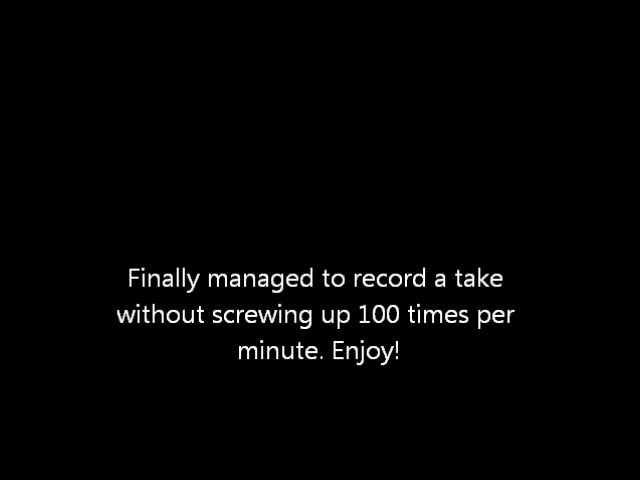 Finally managed to record a take
without screwing up 100 times per
minute. Enjoy!